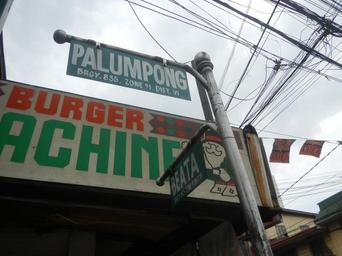 PALUMPONG
BRGY. 835, ZONE 91, DIST. VI
BURGER
ACHINE
BEATA